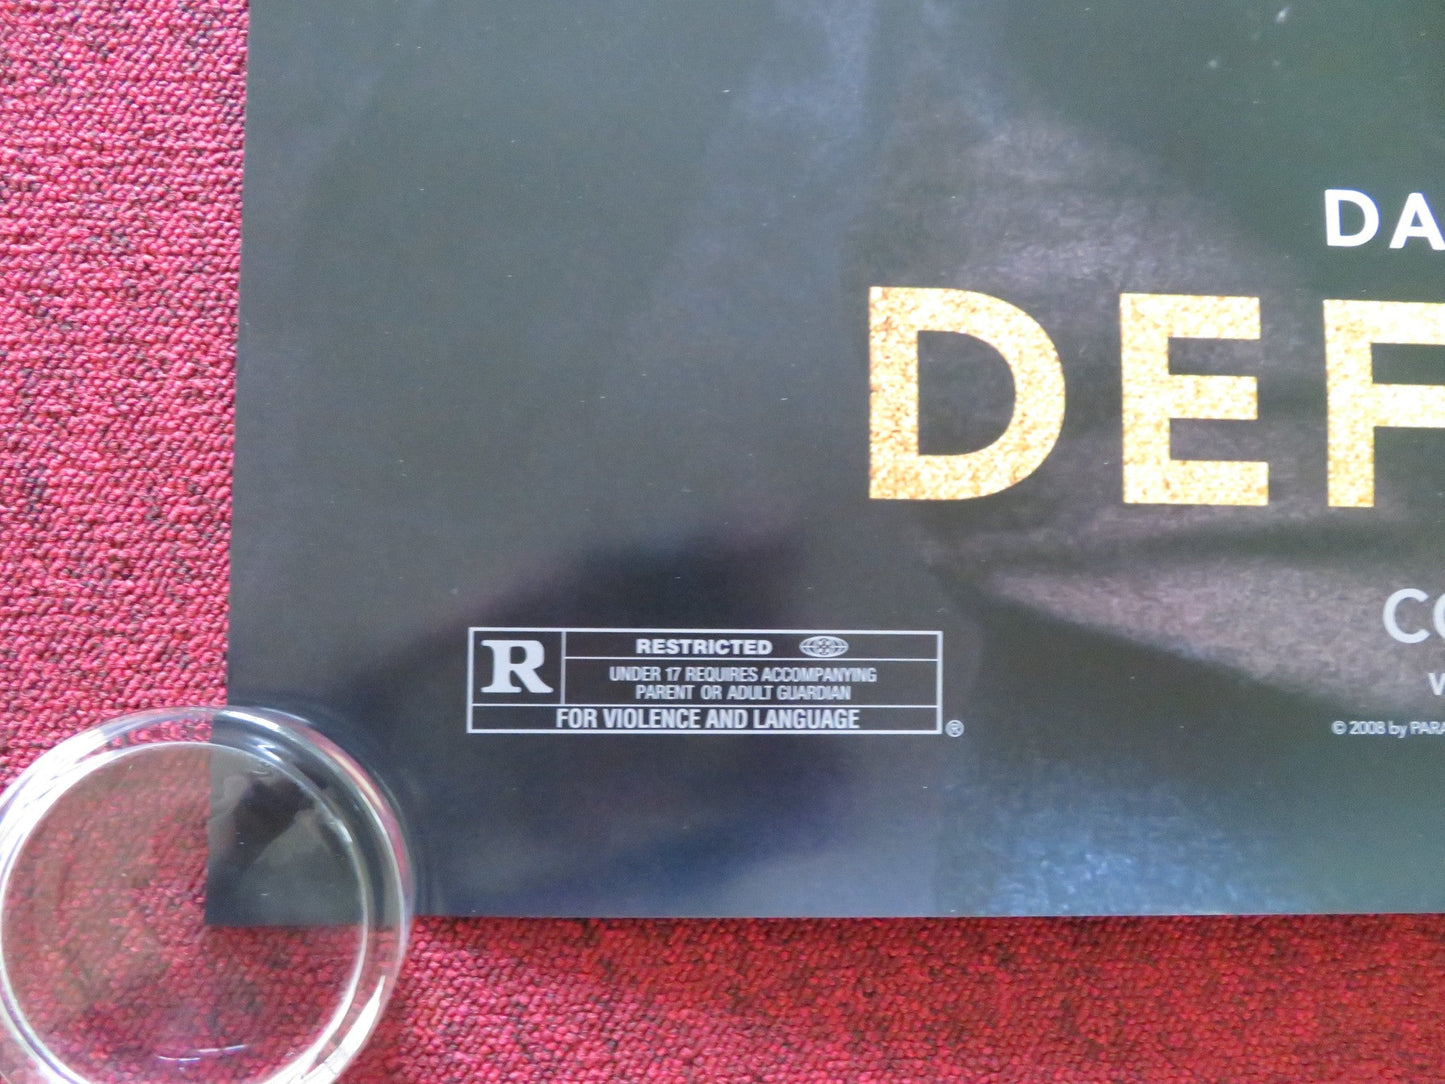 DA
DEF
CO
R
RESTRICTED
UNDER 17 REQUIRES ACCOMPANYING
PARENT OR ADULT GUARDIAN
FOR VIOLENCE AND LANGUAGE
®
© 2008 by PARA